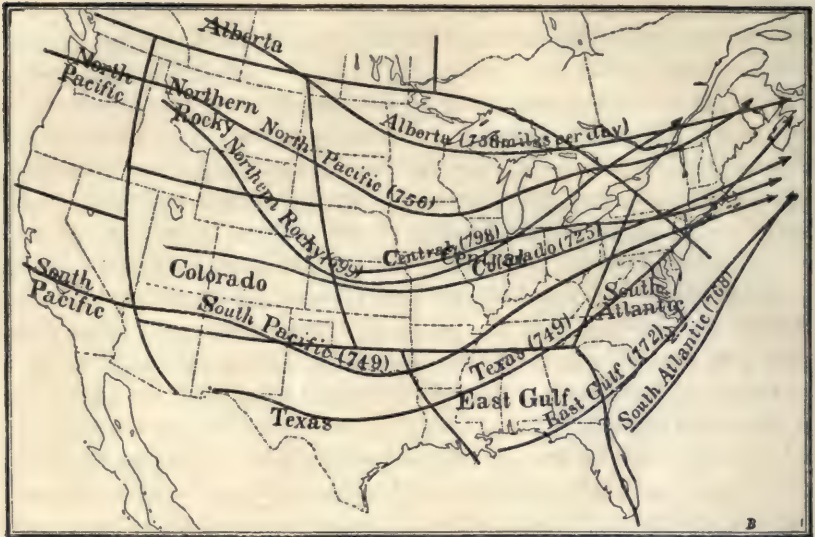 Alberta
North
Pacific
Northern
Rocky
North Pacific (756)
Alberta (758 miles per day)
Northern Rocky (699)
Central (798)
Central
Colorado (725)
Colorado
South
Pacific
South Pacific (749)
South
Atlantic
Texas (749)
Texas
East Gulf
East Gulf (772)
South Atlantic (768)
B